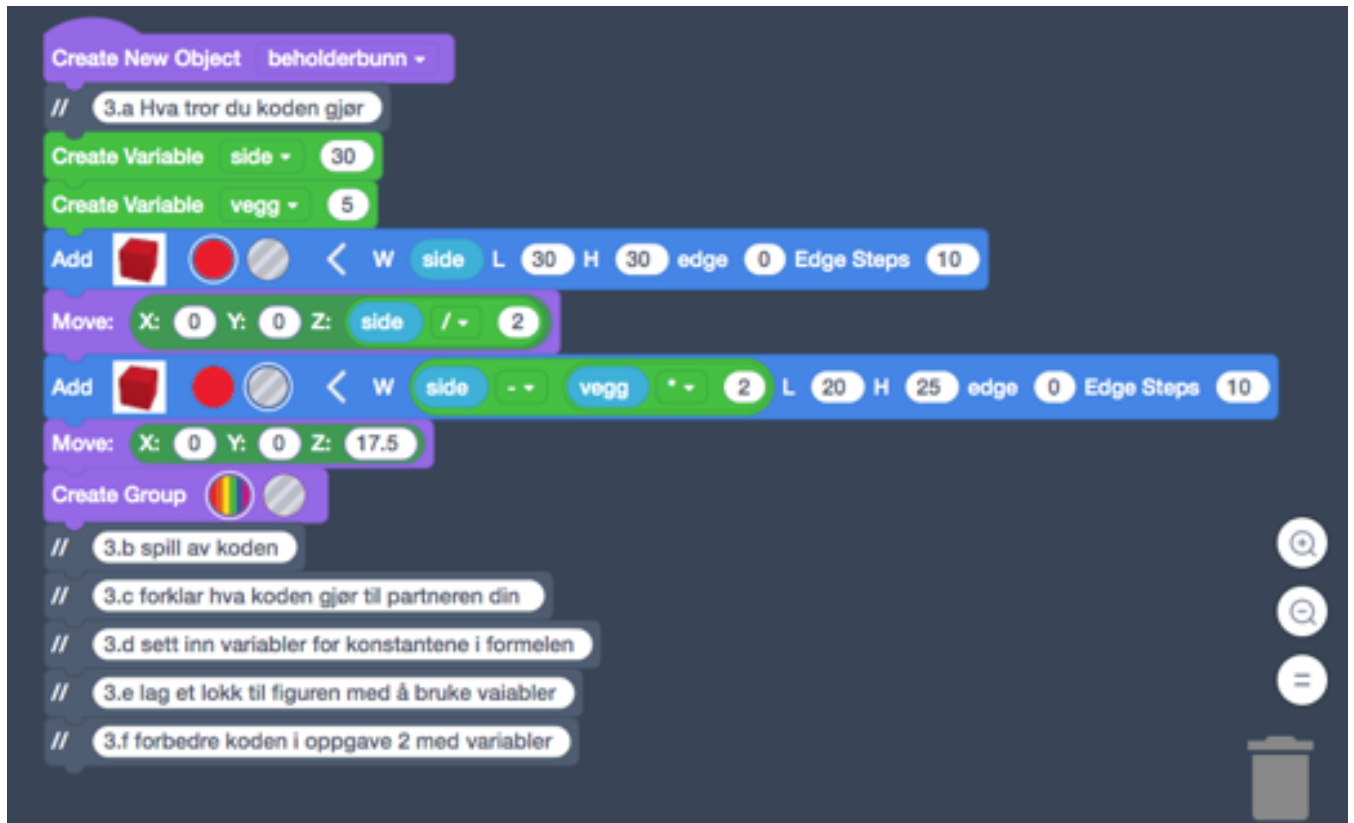 Create New Object beholderbunn
// 3.a Hva tror du koden gjør
Create Variable side 30
Create Variable vegg 5
Add W side L 30 H 30 edge 0 Edge Steps 10
Move: X: 0 Y: 0 Z: side / 2
Add W side - vegg * 2 L 20 H 25 edge 0 Edge Steps 10
Move: X: 0 Y: 0 Z: 17.5
Create Group
// 3.b spill av koden
// 3.c forklar hva koden gjør til partneren din
// 3.d sett inn variabler for konstantene i formelen
// 3.e lag et lokk til figuren med å bruke vaiabler
// 3.f forbedre koden i oppgave 2 med variabler